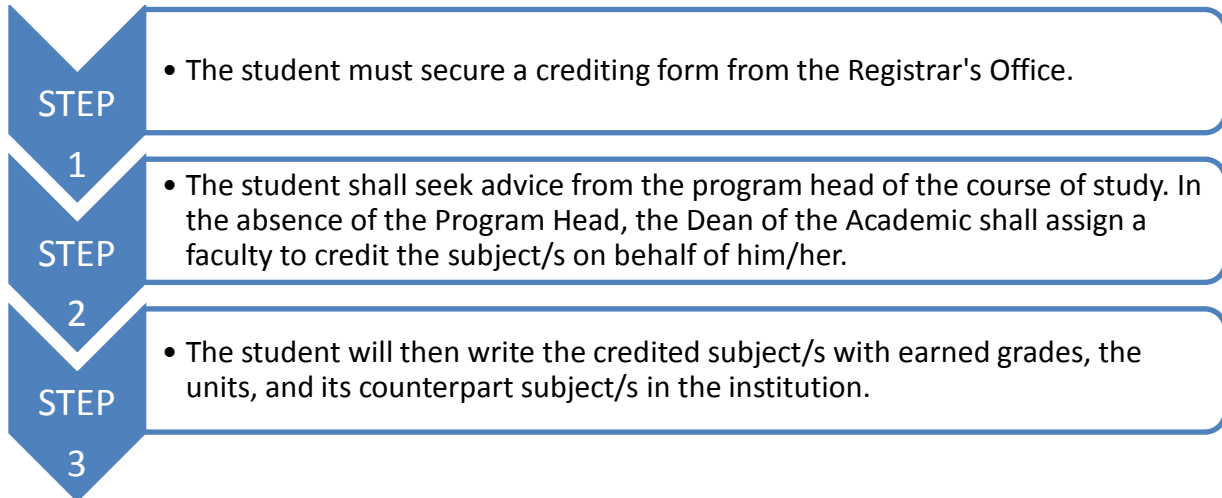 STEP
1
• The student must secure a crediting form from the Registrar's Office.
STEP
2
• The student shall seek advice from the program head of the course of study. In
the absence of the Program Head, the Dean of the Academic shall assign a
faculty to credit the subject/s on behalf of him/her.
STEP
3
• The student will then write the credited subject/s with earned grades, the
units, and its counterpart subject/s in the institution.